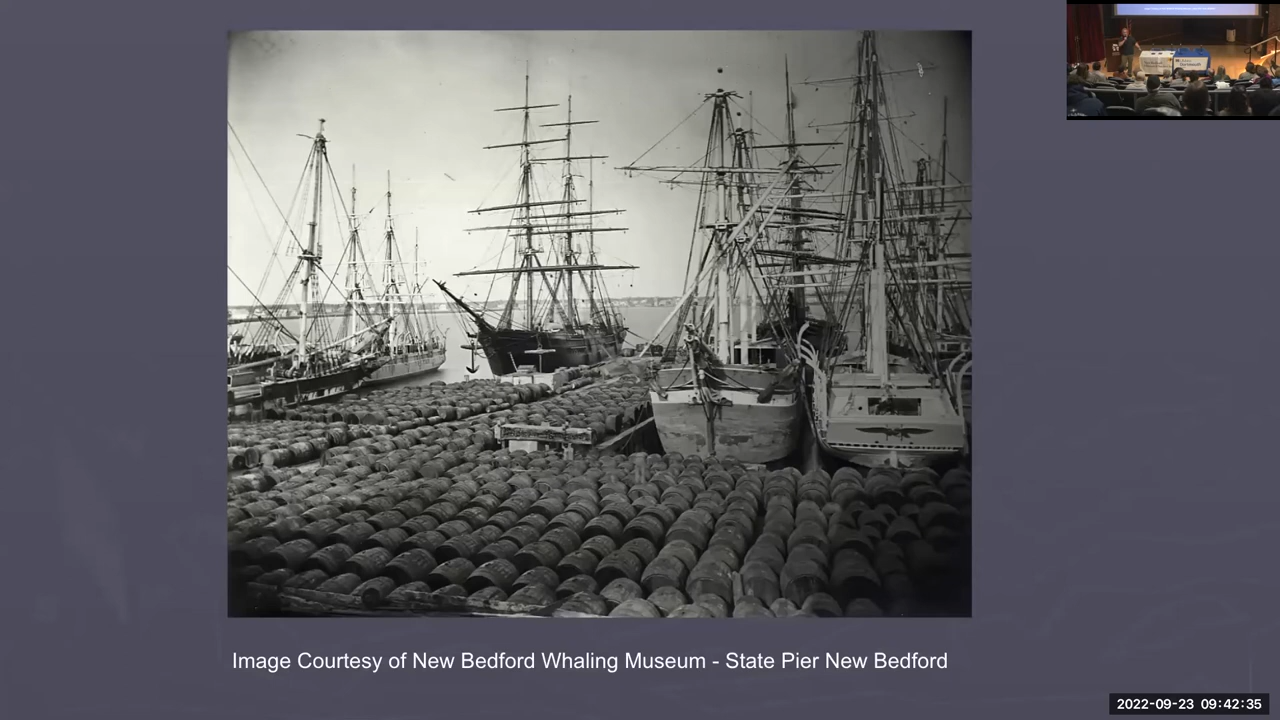 Image Courtesy of New Bedford Whaling Museum - State Pier New Bedford
2022-09-23 09:42:35